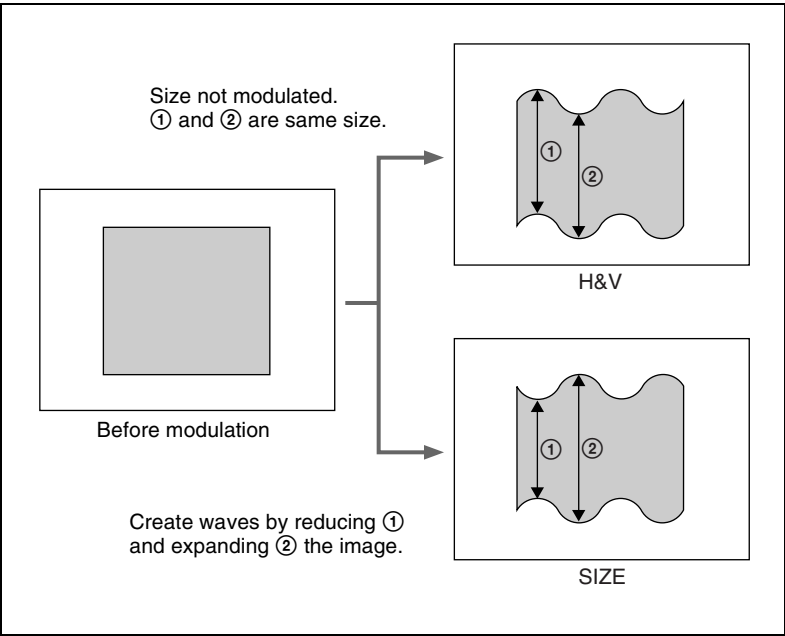 Size not modulated.
① and ② are same size.
①
②
H&V
Before modulation
①
②
Create waves by reducing ①
and expanding ② the image.
SIZE